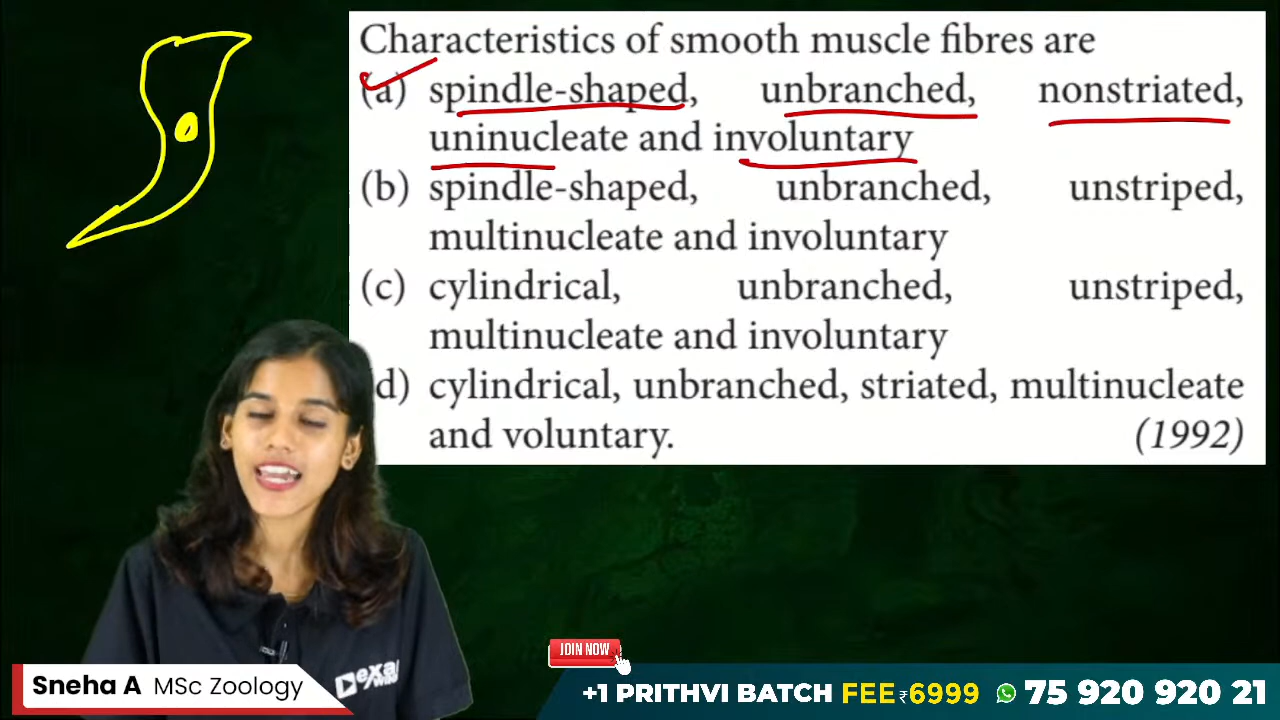 Characteristics of smooth muscle fibres are
(a) spindle-shaped, unbranched, nonstriated,
uninucleate and involuntary
(b) spindle-shaped, unbranched, unstriped,
multinucleate and involuntary
(c) cylindrical, unbranched, unstriped,
multinucleate and involuntary
d) cylindrical, unbranched, striated, multinucleate
and voluntary. (1992)
JOIN NOW
Sneha A MSc Zoology
+1 PRITHVI BATCH FEE ₹6999 75 920 920 21